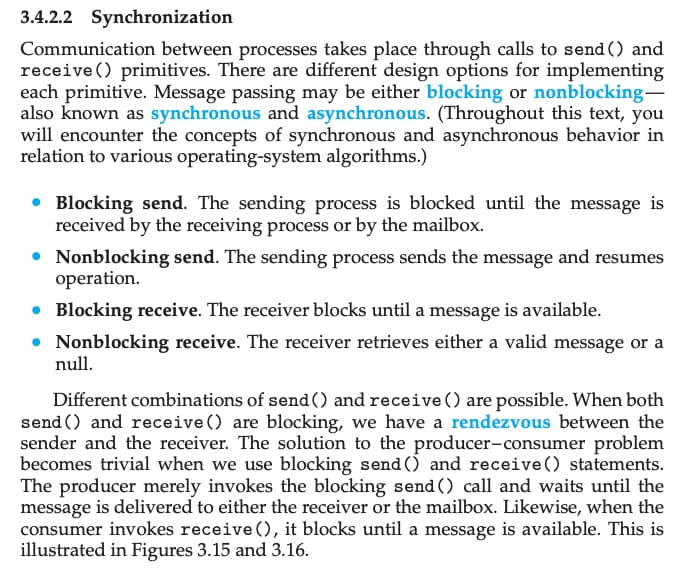 3.4.2.2 Synchronization
Communication between processes takes place through calls to send() and
receive() primitives. There are different design options for implementing
each primitive. Message passing may be either blocking or nonblocking—
also known as synchronous and asynchronous. (Throughout this text, you
will encounter the concepts of synchronous and asynchronous behavior in
relation to various operating-system algorithms.)
• Blocking send. The sending process is blocked until the message is
received by the receiving process or by the mailbox.
• Nonblocking send. The sending process sends the message and resumes
operation.
• Blocking receive. The receiver blocks until a message is available.
• Nonblocking receive. The receiver retrieves either a valid message or a
null.
Different combinations of send() and receive() are possible. When both
send() and receive() are blocking, we have a rendezvous between the
sender and the receiver. The solution to the producer–consumer problem
becomes trivial when we use blocking send() and receive() statements.
The producer merely invokes the blocking send() call and waits until the
message is delivered to either the receiver or the mailbox. Likewise, when the
consumer invokes receive(), it blocks until a message is available. This is
illustrated in Figures 3.15 and 3.16.